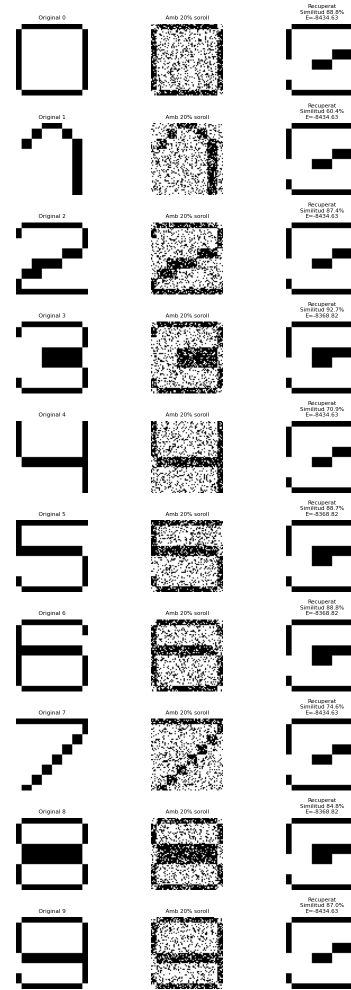 Original 0
Amb 20% soroll
Recuperat
Similitud 88.8%
E=-8434.63
Original 1
Amb 20% soroll
Recuperat
Similitud 60.4%
E=-8434.63
Original 2
Amb 20% soroll
Recuperat
Similitud 87.4%
E=-8434.63
Original 3
Amb 20% soroll
Recuperat
Similitud 92.7%
E=-8368.82
Original 4
Amb 20% soroll
Recuperat
Similitud 70.9%
E=-8434.63
Original 5
Amb 20% soroll
Recuperat
Similitud 88.7%
E=-8368.82
Original 6
Amb 20% soroll
Recuperat
Similitud 88.8%
E=-8368.82
Original 7
Amb 20% soroll
Recuperat
Similitud 74.6%
E=-8434.63
Original 8
Amb 20% soroll
Recuperat
Similitud 84.8%
E=-8368.82
Original 9
Amb 20% soroll
Recuperat
Similitud 87.0%
E=-8434.63